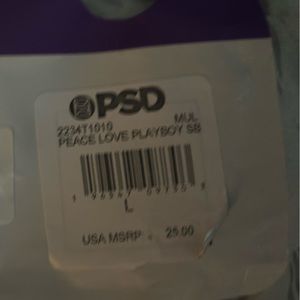 PSD
2234T1010 MUL
PEACE LOVE PLAYBOY SB
L
USA MSRP - 25.00